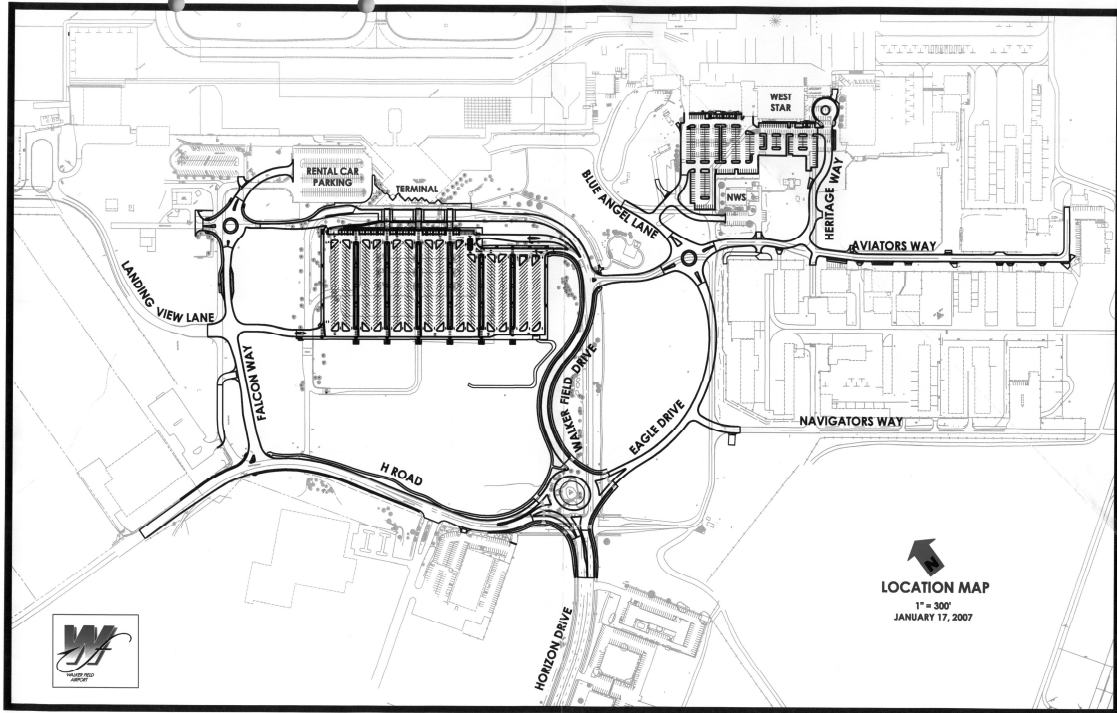 WEST
STAR
RENTAL CAR
PARKING
TERMINAL
BLUE ANGEL LANE
NWS
HERITAGE WAY
AVIATORS WAY
LANDING VIEW LANE
FALCON WAY
WALKER FIELD DRIVE
EAGLE DRIVE
NAVIGATORS WAY
H ROAD
HORIZON DRIVE
N
LOCATION MAP
1" = 300'
JANUARY 17, 2007
Wf
WALKER FIELD
AIRPORT